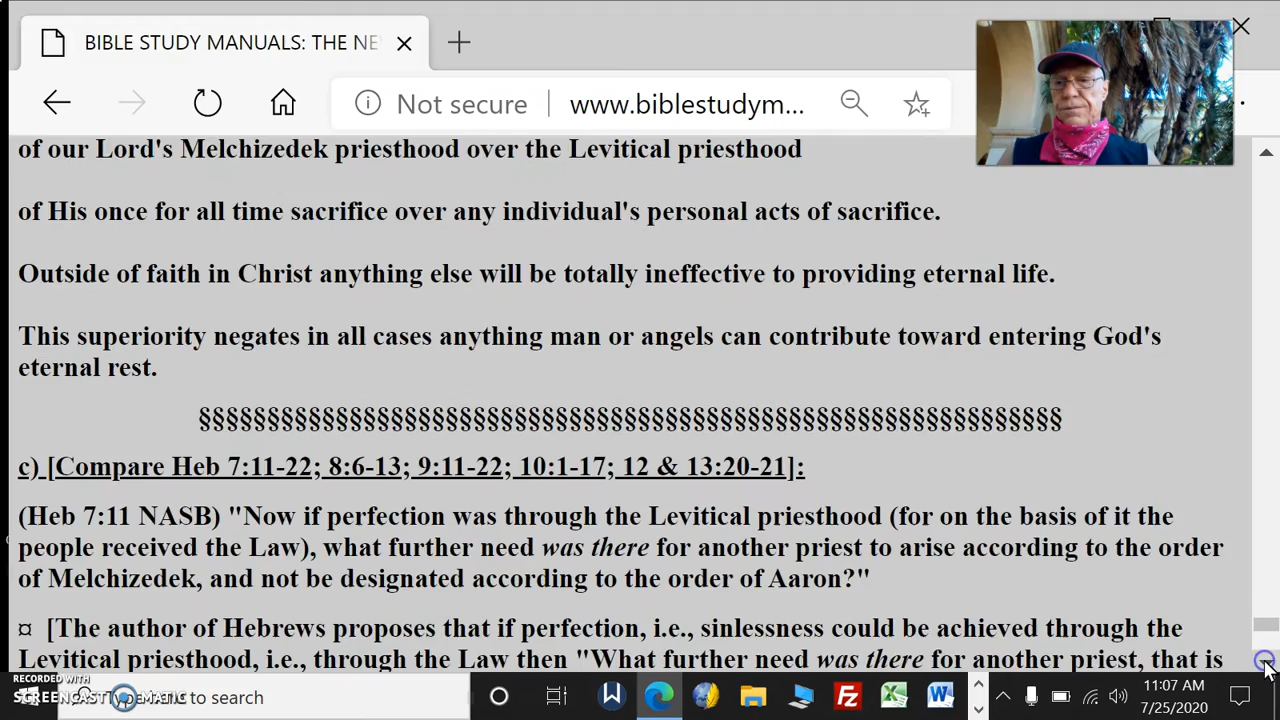 BIBLE STUDY MANUALS: THE NE
Not secure
www.biblestudym...
of our Lord's Melchizedek priesthood over the Levitical priesthood
of His once for all time sacrifice over any individual's personal acts of sacrifice.
Outside of faith in Christ anything else will be totally ineffective to providing eternal life.
This superiority negates in all cases anything man or angels can contribute toward entering God's
eternal rest.
§§§§§§§§§§§§§§§§§§§§§§§§§§§§§§§§§§§§§§§§§§§§§§§§§§§§§§§§§§§§§§§
c) [Compare Heb 7:11-22; 8:6-13; 9:11-22; 10:1-17; 12 & 13:20-21]:
(Heb 7:11 NASB) "Now if perfection was through the Levitical priesthood (for on the basis of it the
people received the Law), what further need was there for another priest to arise according to the order
of Melchizedek, and not be designated according to the order of Aaron?"
¤ [The author of Hebrews proposes that if perfection, i.e., sinlessness could be achieved through the
Levitical priesthood, i.e., through the Law then "What further need was there for another priest, that is
RECORDED WITH
SCREENCAST MATIC
Type here to search
11:07 AM
7/25/2020